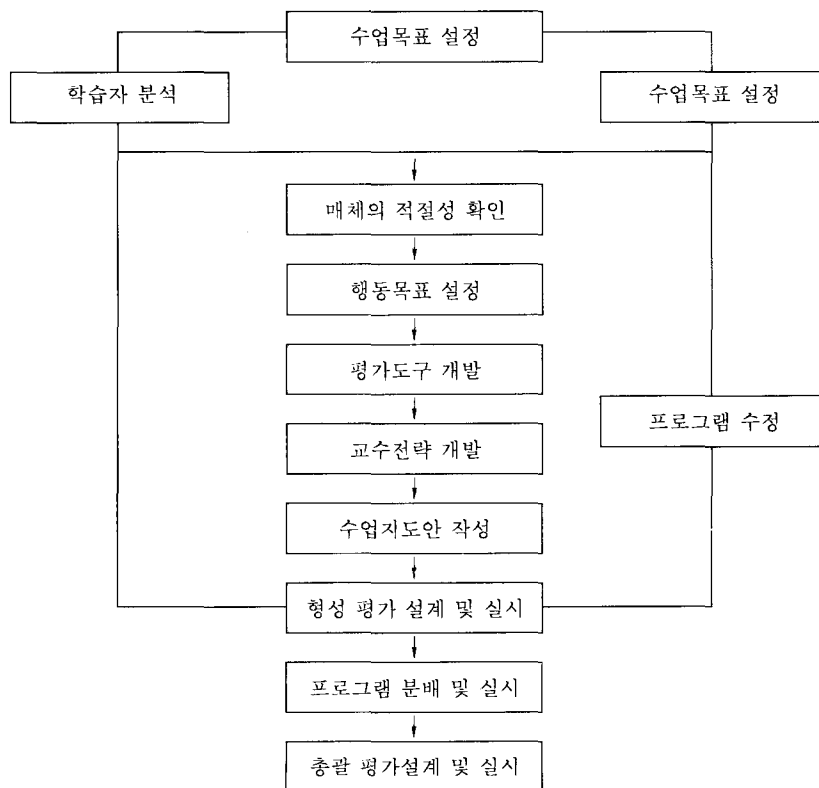 수업목표 설정
학습자 분석
수업목표 설정
매체의 적절성 확인
행동목표 설정
평가도구 개발
프로그램 수정
교수전략 개발
수업지도안 작성
형성 평가 설계 및 실시
프로그램 분배 및 실시
총괄 평가설계 및 실시